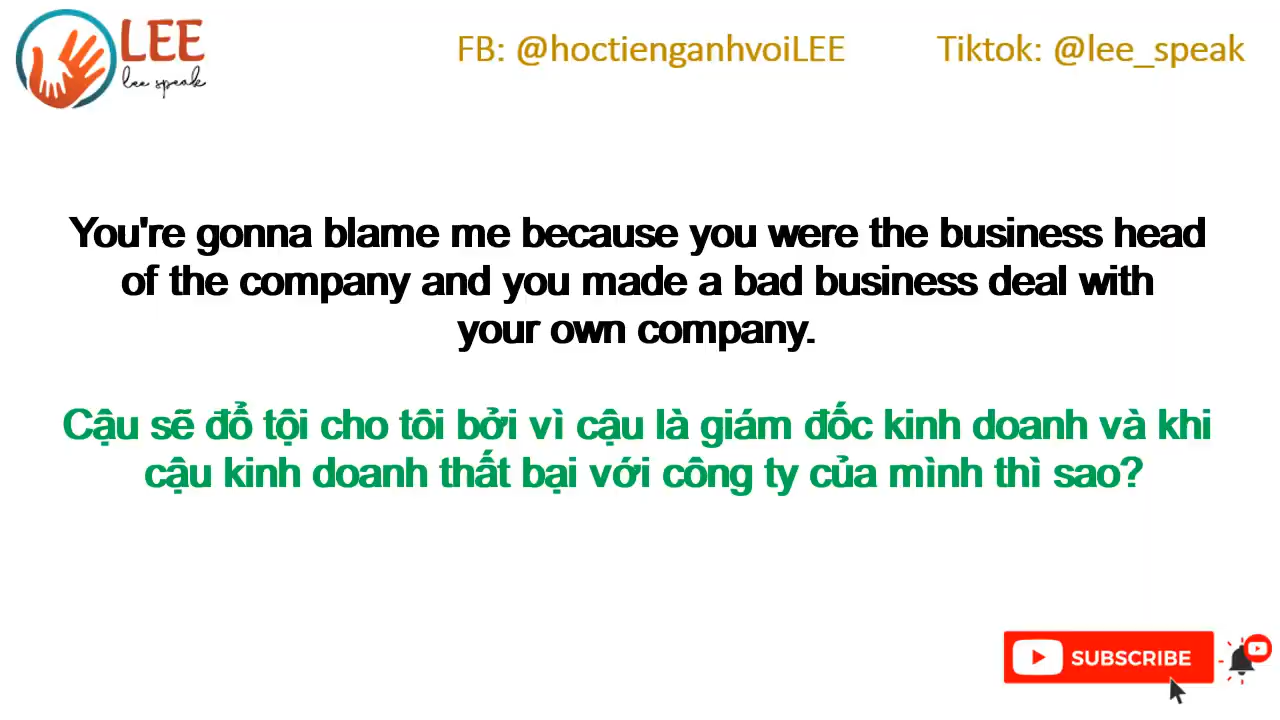 LEE
lee speak
FB: @hoctienganhvoiLEE
Tiktok: @lee_speak
You're gonna blame me because you were the business head
of the company and you made a bad business deal with
your own company.
Cậu sẽ đổ tội cho tôi bởi vì cậu là giám đốc kinh doanh và khi
cậu kinh doanh thất bại với công ty của mình thì sao?
SUBSCRIBE